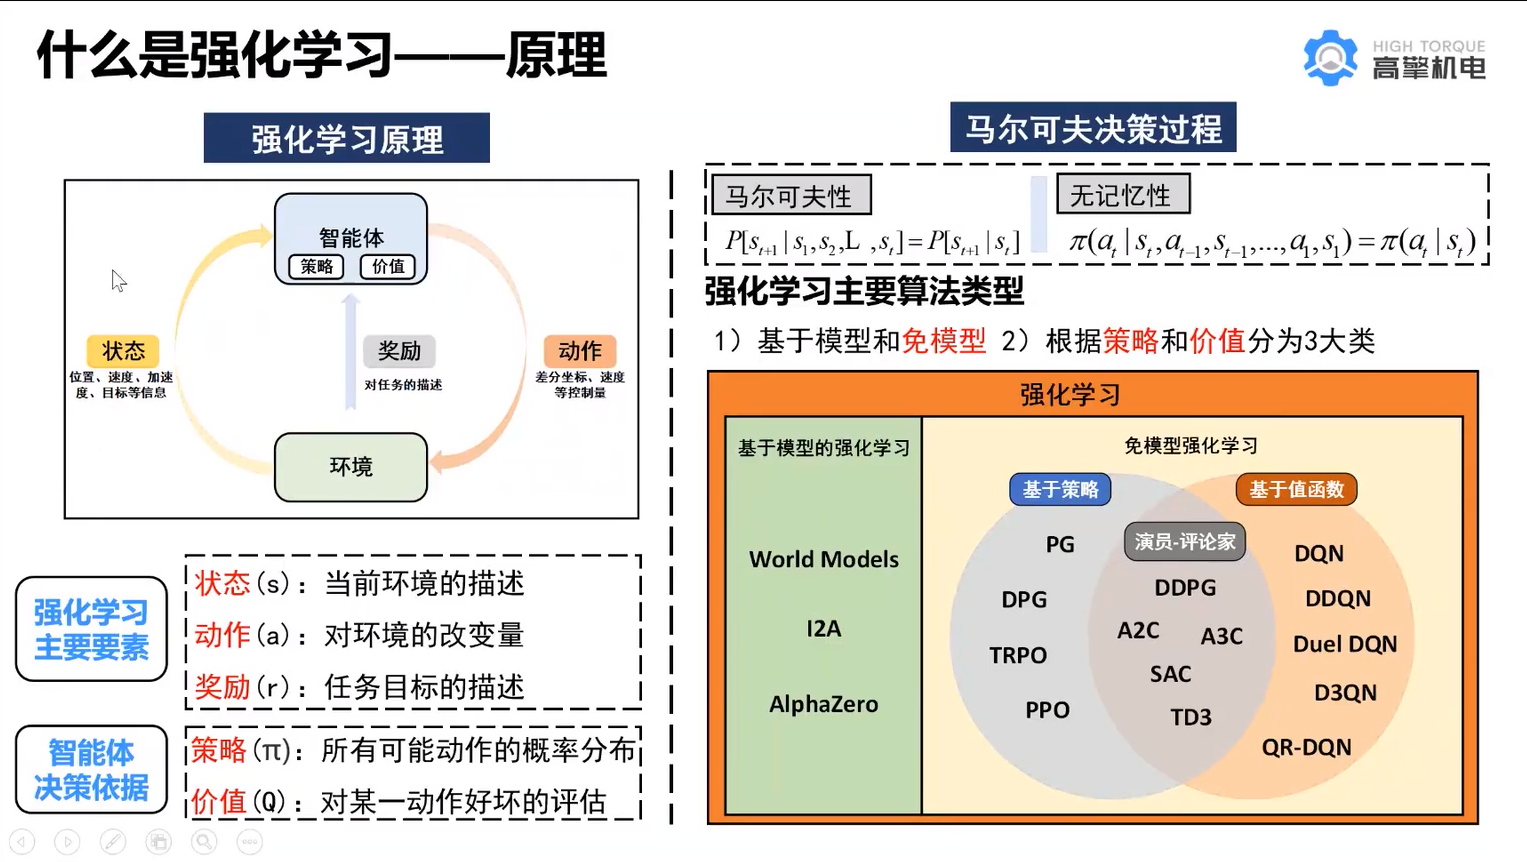 什么是强化学习——原理
HIGH TORQUE
高擎机电
强化学习原理
智能体
策略 价值
状态
位置、速度、加速
度、目标等信息
奖励
对任务的描述
动作
差分坐标、速度
等控制量
环境
强化学习
主要要素
状态(s)：当前环境的描述
动作(a)：对环境的改变量
奖励(r)：任务目标的描述
智能体
决策依据
策略(π)：所有可能动作的概率分布
价值(Q)：对某一动作好坏的评估
马尔可夫决策过程
马尔可夫性
P[s_{t+1} | s_1, s_2, L , s_t] = P[s_{t+1} | s_t]
无记忆性
π(a_t | s_t, a_{t-1}, s_{t-1}, ..., a_1, s_1) = π(a_t | s_t)
强化学习主要算法类型
1）基于模型和免模型 2）根据策略和价值分为3大类
强化学习
基于模型的强化学习
World Models
I2A
AlphaZero
免模型强化学习
基于策略
PG
DPG
TRPO
PPO
演员-评论家
DDPG
A2C A3C
SAC
TD3
基于值函数
DQN
DDQN
Duel DQN
D3QN
QR-DQN